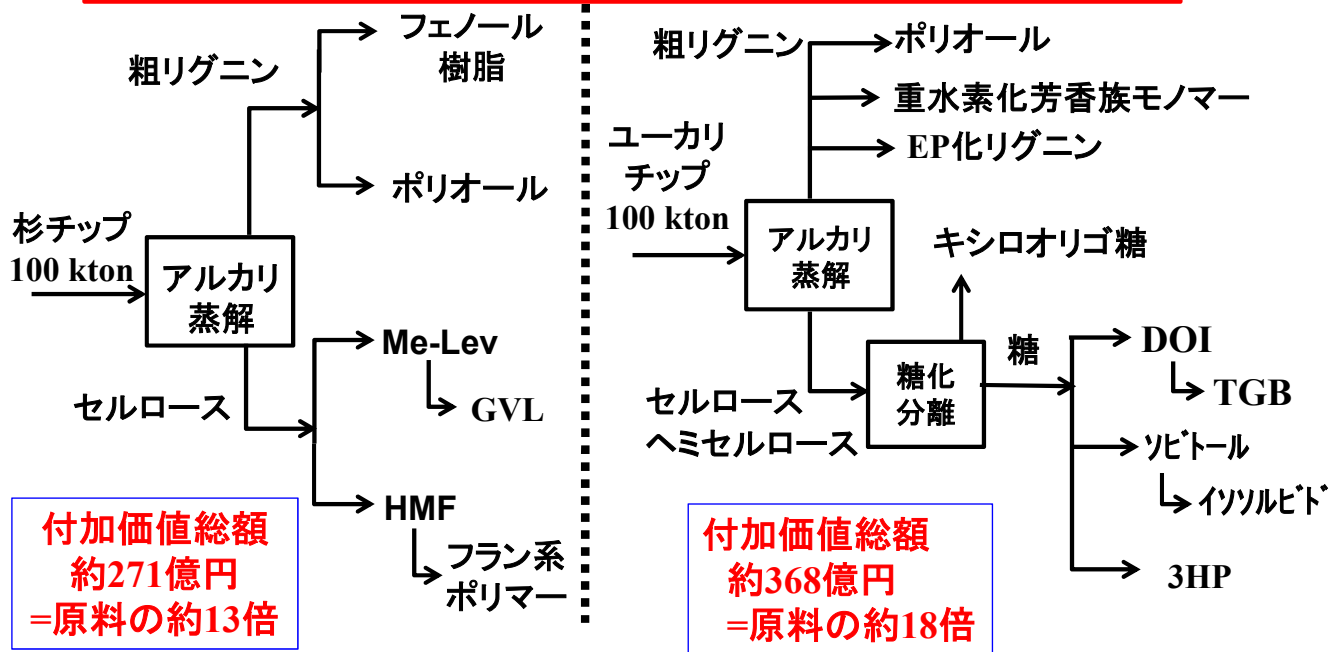 粗リグニン
フェノール
樹脂
ポリオール
杉チップ
100 kton
アルカリ
蒸解
セルロース
Me-Lev
GVL
HMF
フラン系
ポリマー
付加価値総額
約271億円
=原料の約13倍
粗リグニン
ポリオール
重水素化芳香族モノマー
EP化リグニン
ユーカリ
チップ
100 kton
アルカリ
蒸解
キシロオリゴ糖
セルロース
ヘミセルロース
糖化
分離
糖
DOI
TGB
ソビトール
イソソルビド
3HP
付加価値総額
約368億円
=原料の約18倍